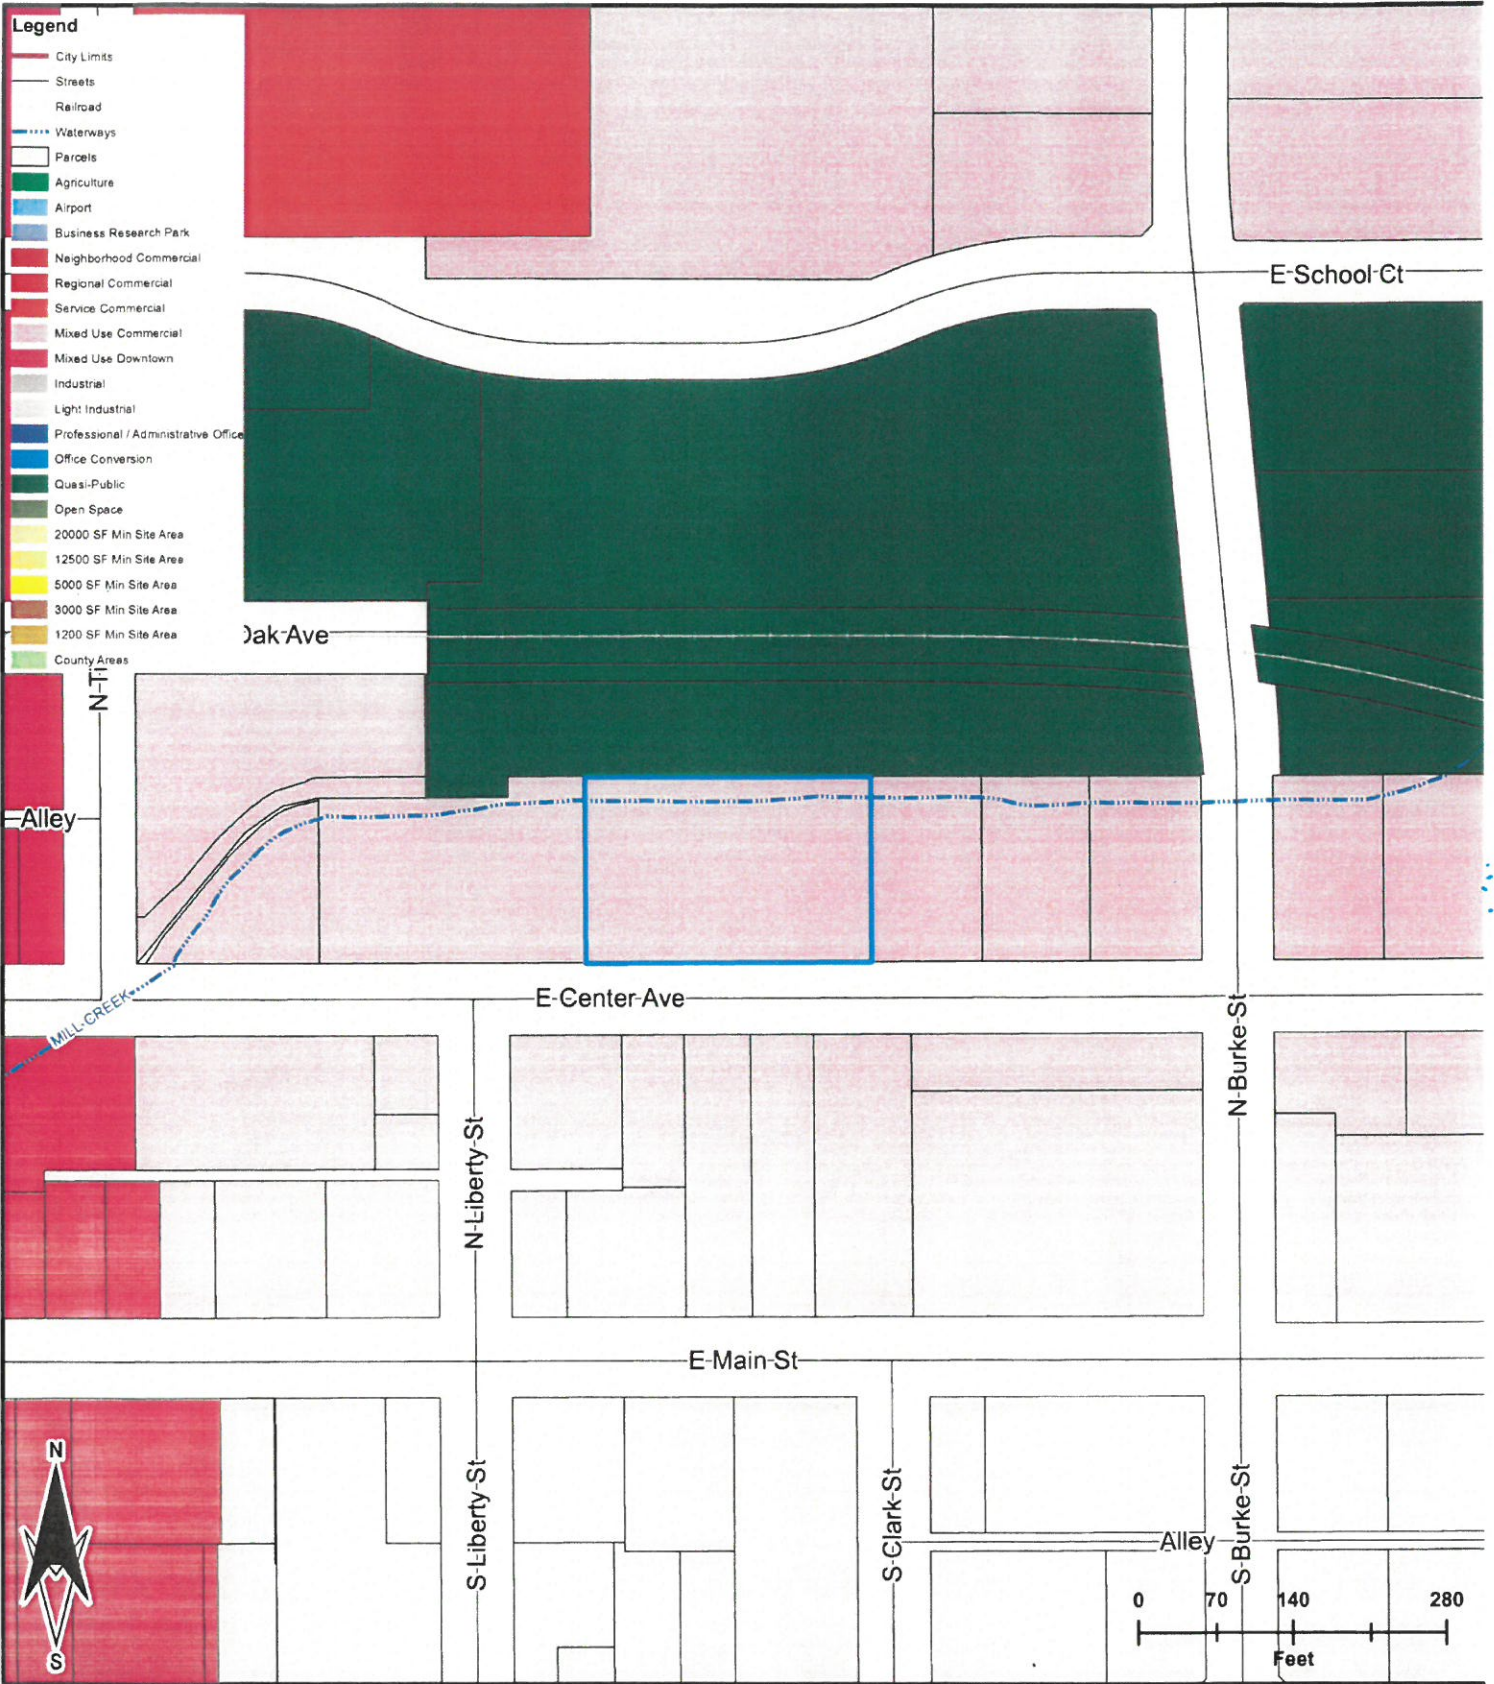 Legend
City Limits
Streets
Railroad
Waterways
Parcels
Agriculture
Airport
Business Research Park
Neighborhood Commercial
Regional Commercial
Service Commercial
Mixed Use Commercial
Mixed Use Downtown
Industrial
Light Industrial
Professional / Administrative Office
Office Conversion
Quasi-Public
Open Space
20000 SF Min Site Area
12500 SF Min Site Area
5000 SF Min Site Area
3000 SF Min Site Area
1200 SF Min Site Area
County Areas
E School Ct
Oak Ave
N Ti
Alley
MILL CREEK
E Center Ave
N Burke St
N Liberty St
E Main St
N
S
S Liberty St
S Clark St
Alley
S Burke St
0 70 140 280
Feet